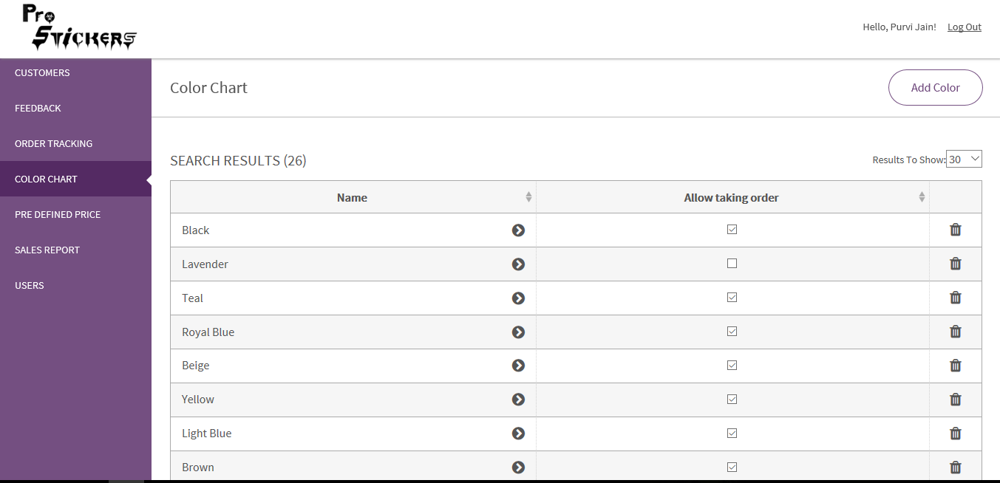 Pro
Stickers
Hello, Purvi Jain! Log Out
CUSTOMERS
FEEDBACK
ORDER TRACKING
COLOR CHART
PRE DEFINED PRICE
SALES REPORT
USERS
Color Chart
Add Color
SEARCH RESULTS (26)
Results To Show: 30
Name Allow taking order
Black
Lavender
Teal
Royal Blue
Beige
Yellow
Light Blue
Brown